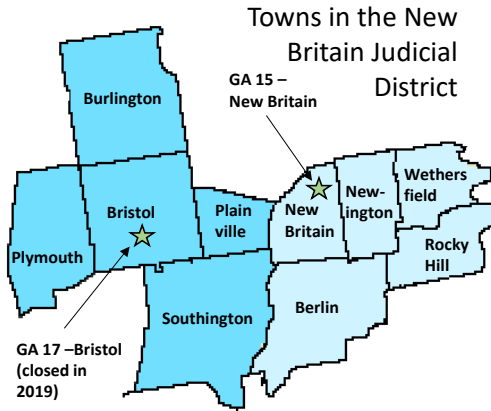 Towns in the New
Britain Judicial
District
GA 15 –
New Britain
Burlington
Wethers
field
New-
ington
Bristol
Plain
ville
New
Britain
Plymouth
Rocky
Hill
Southington
Berlin
GA 17 –Bristol
(closed in
2019)